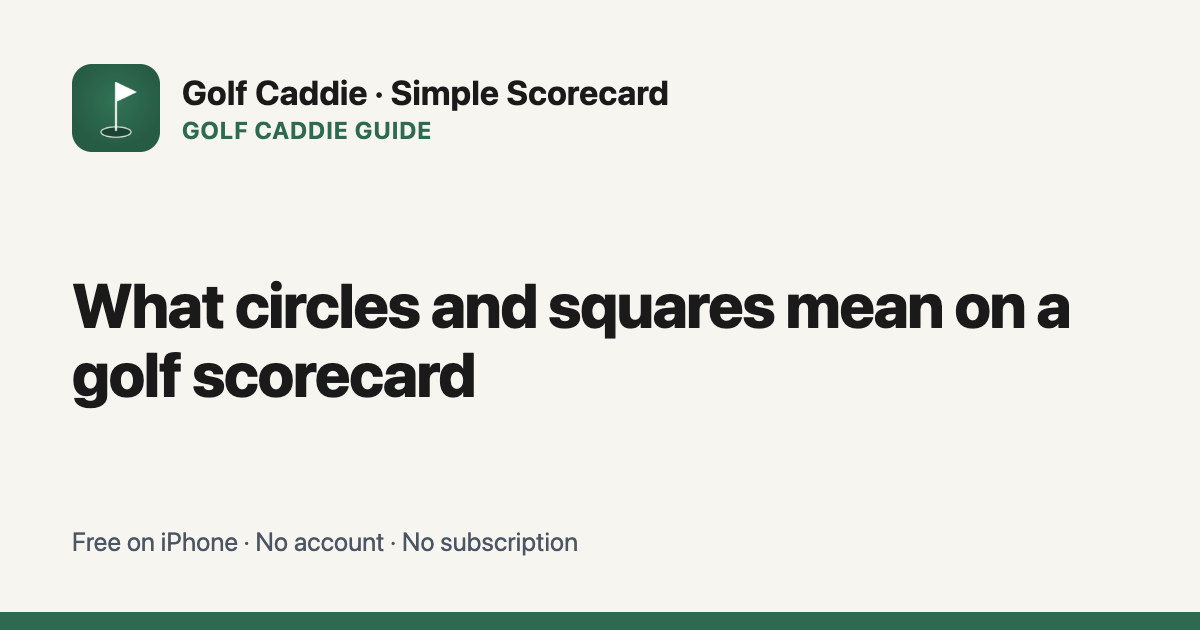 Golf Caddie · Simple Scorecard
GOLF CADDIE GUIDE
What circles and squares mean on a
golf scorecard
Free on iPhone · No account · No subscription